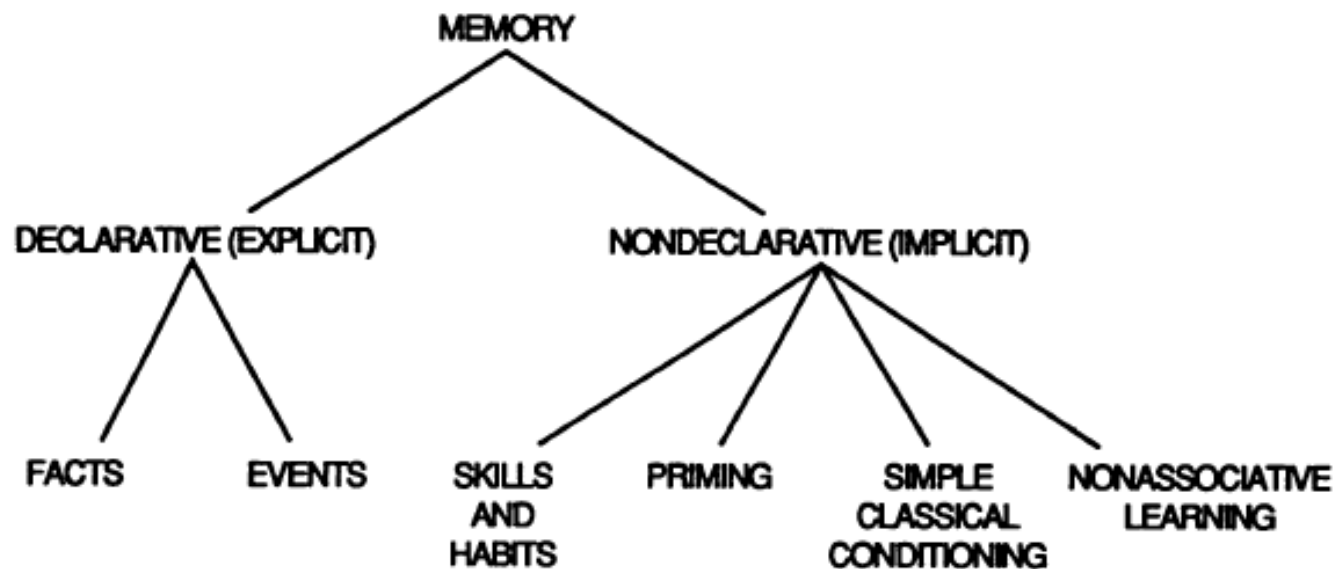 MEMORY
DECLARATIVE (EXPLICIT)
NONDECLARATIVE (IMPLICIT)
FACTS
EVENTS
SKILLS
AND
HABITS
PRIMING
SIMPLE
CLASSICAL
CONDITIONING
NONASSOCIATIVE
LEARNING